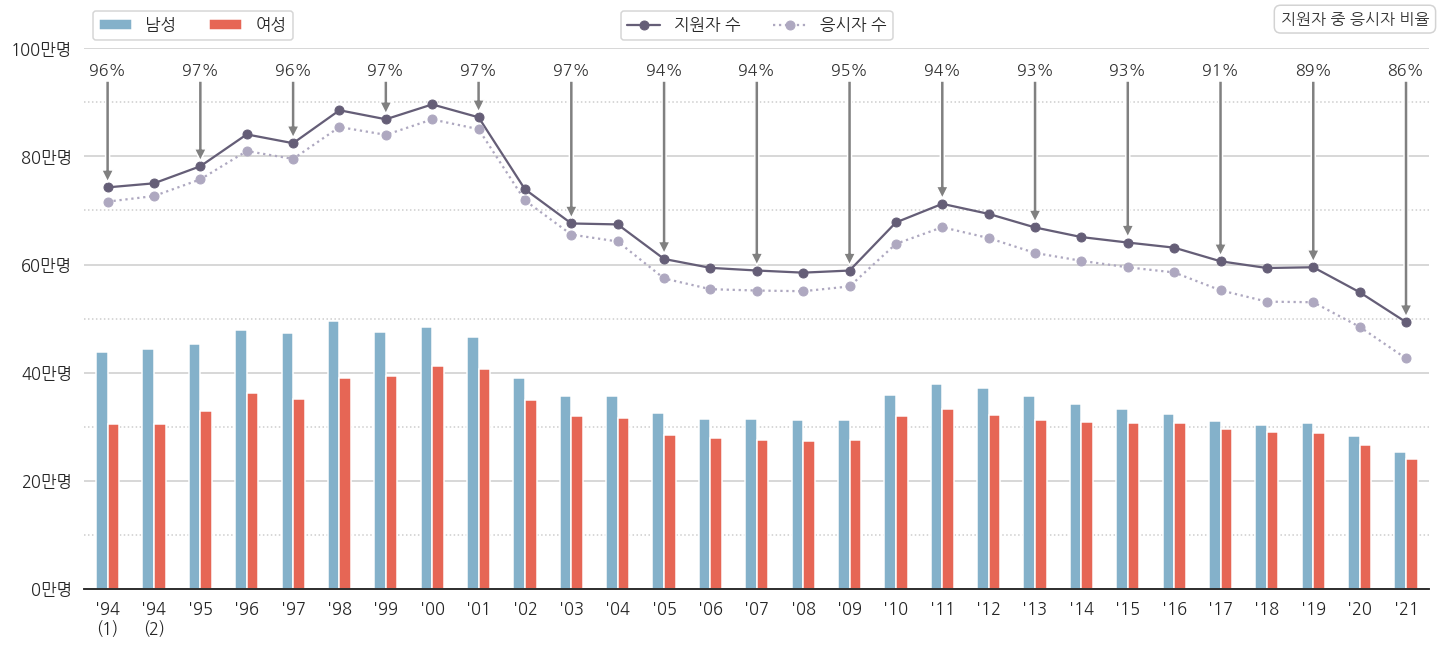 남성 여성
지원자 수 응시자 수
지원자 중 응시자 비율
100만명
96% 97% 96% 97% 97% 97% 94% 94% 95% 94% 93% 93% 91% 89% 86%
80만명
60만명
40만명
20만명
0만명
'94 '94 '95 '96 '97 '98 '99 '00 '01 '02 '03 '04 '05 '06 '07 '08 '09 '10 '11 '12 '13 '14 '15 '16 '17 '18 '19 '20 '21
(1) (2)